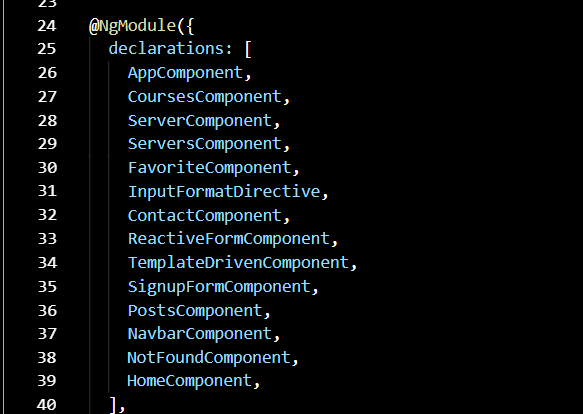 23
24 @NgModule({
25 declarations: [
26 AppComponent,
27 CoursesComponent,
28 ServerComponent,
29 ServersComponent,
30 FavoriteComponent,
31 InputFormatDirective,
32 ContactComponent,
33 ReactiveFormComponent,
34 TemplateDrivenComponent,
35 SignupFormComponent,
36 PostsComponent,
37 NavbarComponent,
38 NotFoundComponent,
39 HomeComponent,
40 ],